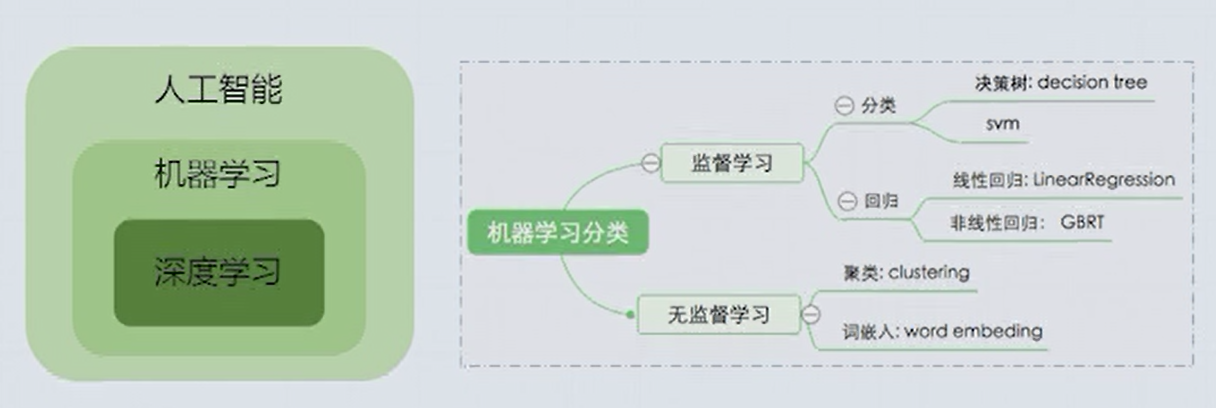 人工智能
机器学习
深度学习
机器学习分类
监督学习
分类
决策树: decision tree
svm
回归
线性回归: LinearRegression
非线性回归: GBRT
无监督学习
聚类: clustering
词嵌人: word embeding